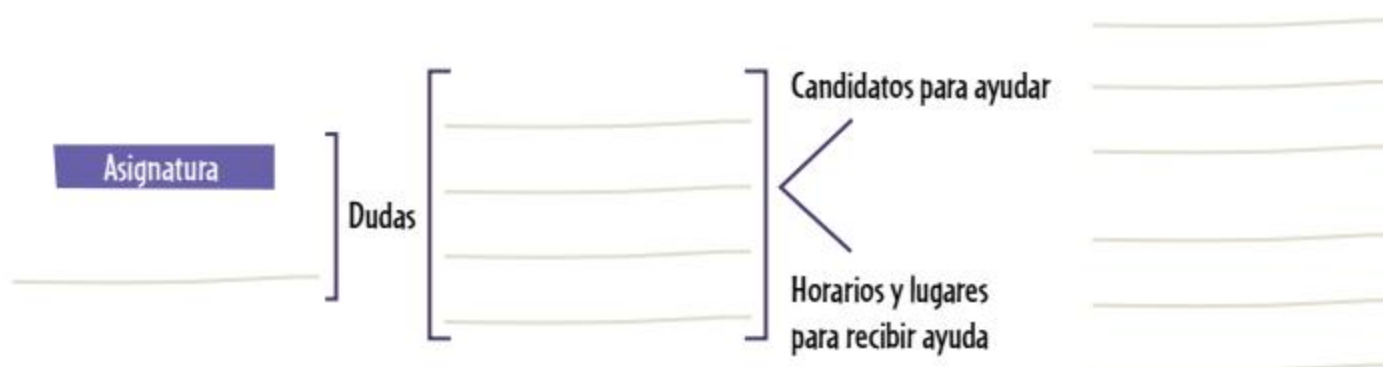 Asignatura
Dudas
Candidatos para ayudar
Horarios y lugares
para recibir ayuda